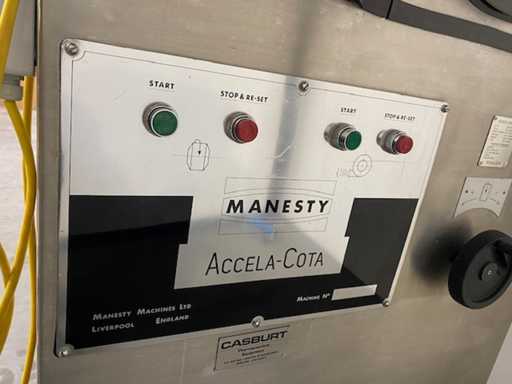 START
STOP & RE-SET
START
STOP & RE-SET
MANESTY
ACCELA-COTA
MANESTY MACHINES LTD
LIVERPOOL ENGLAND
MACHINE Nº
CASBURT